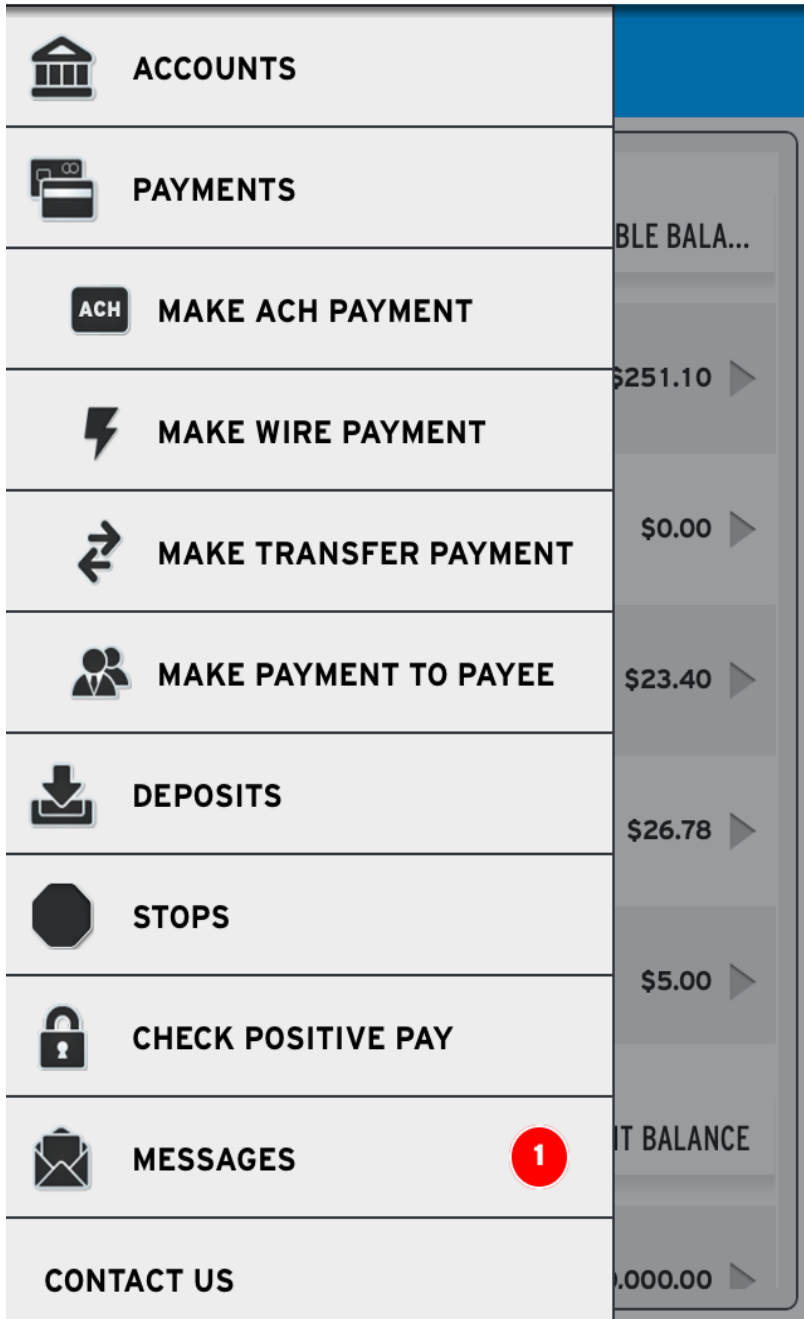 ACCOUNTS
PAYMENTS
BLE BALA...
ACH MAKE ACH PAYMENT
$251.10
MAKE WIRE PAYMENT
$0.00
MAKE TRANSFER PAYMENT
MAKE PAYMENT TO PAYEE
$23.40
DEPOSITS
$26.78
STOPS
$5.00
CHECK POSITIVE PAY
MESSAGES 1
IT BALANCE
CONTACT US
.000.00